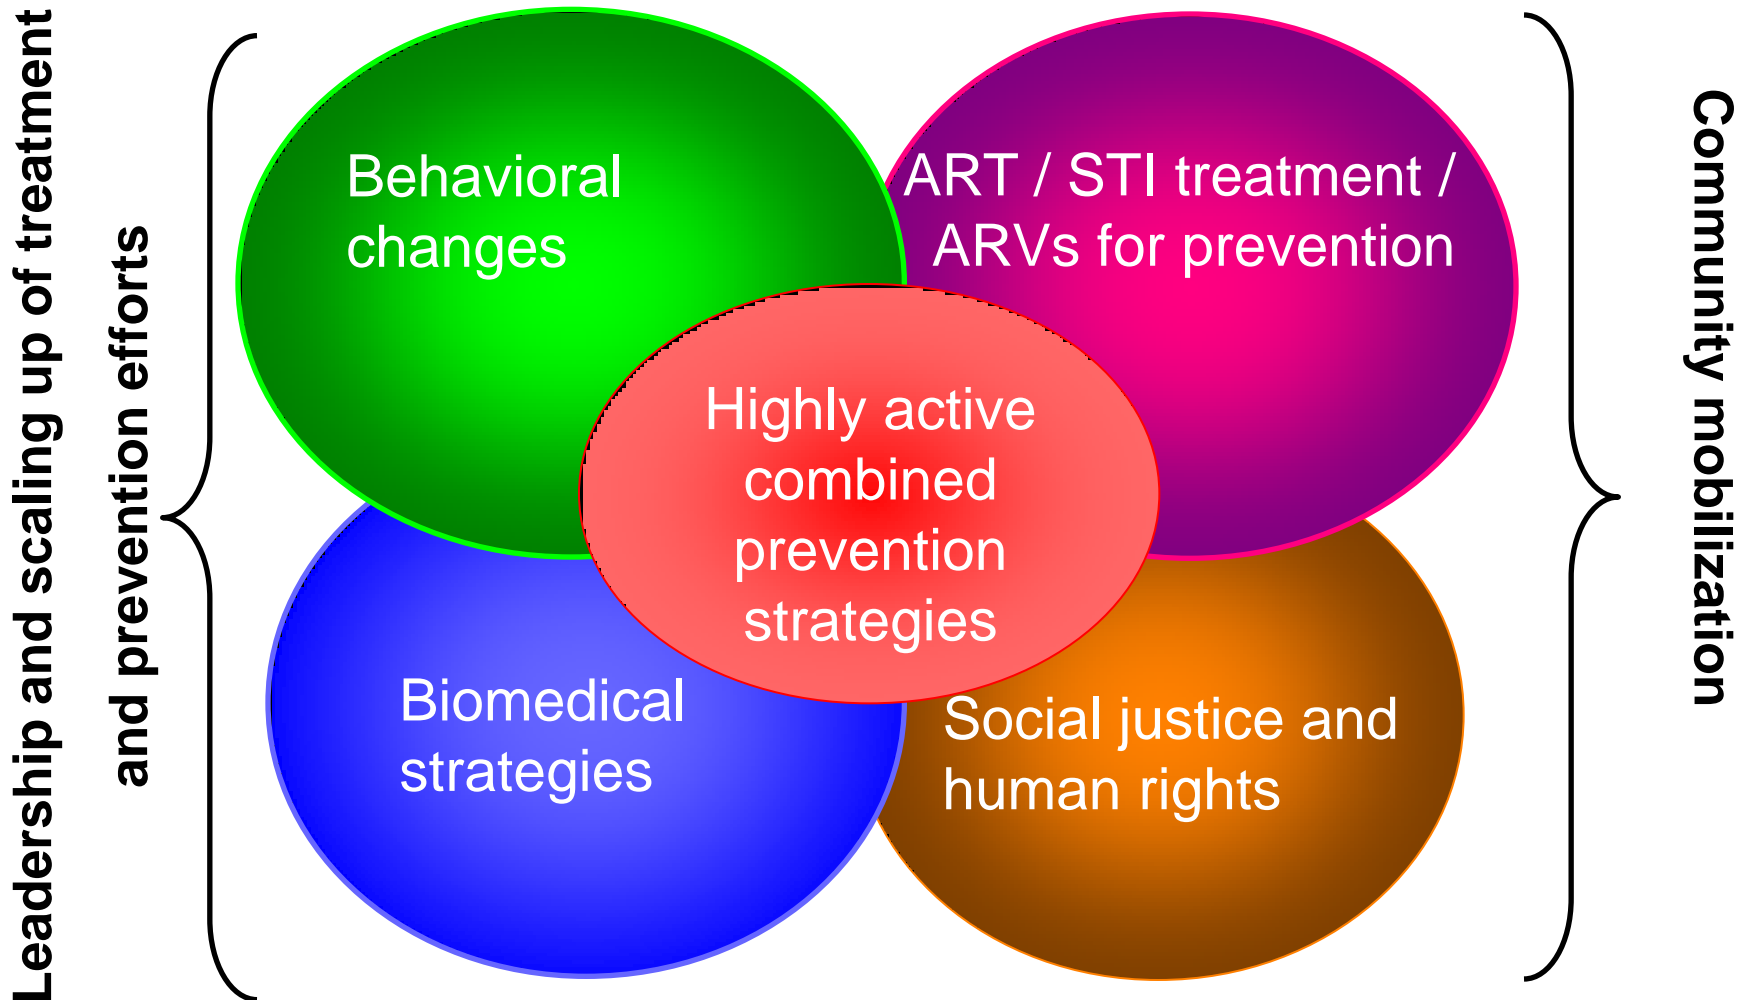 Leadership and scaling up of treatment
and prevention efforts
Behavioral
changes
ART / STI treatment /
ARVs for prevention
Highly active
combined
prevention
strategies
Biomedical
strategies
Social justice and
human rights
Community mobilization